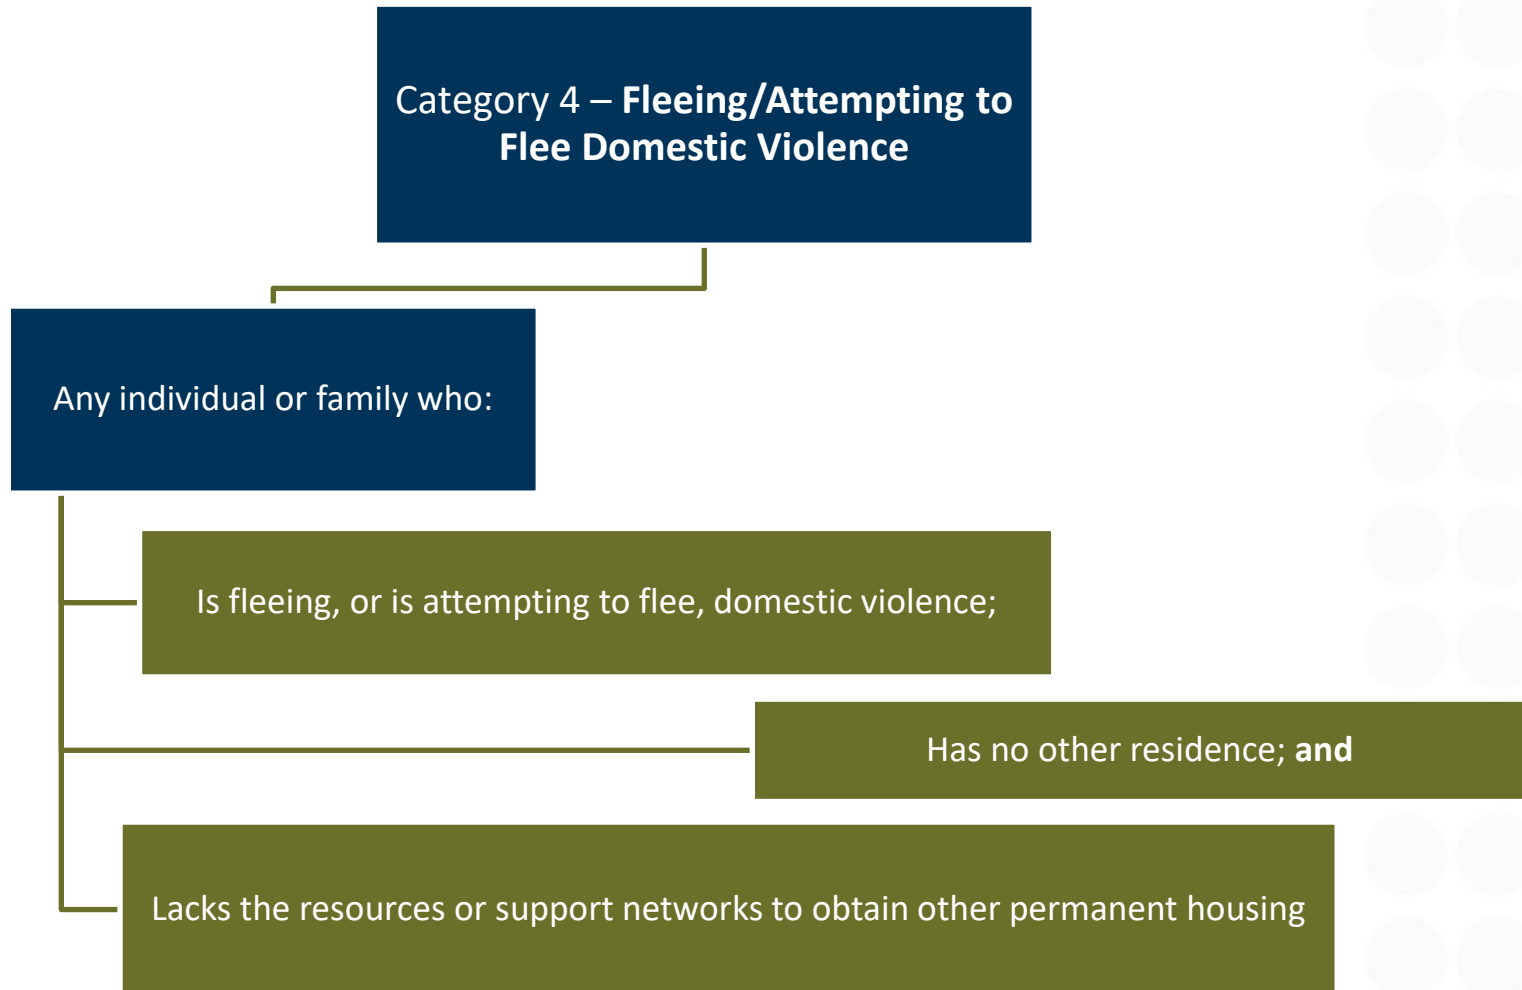 Category 4 – Fleeing/Attempting to
Flee Domestic Violence
Any individual or family who:
Is fleeing, or is attempting to flee, domestic violence;
Has no other residence; and
Lacks the resources or support networks to obtain other permanent housing